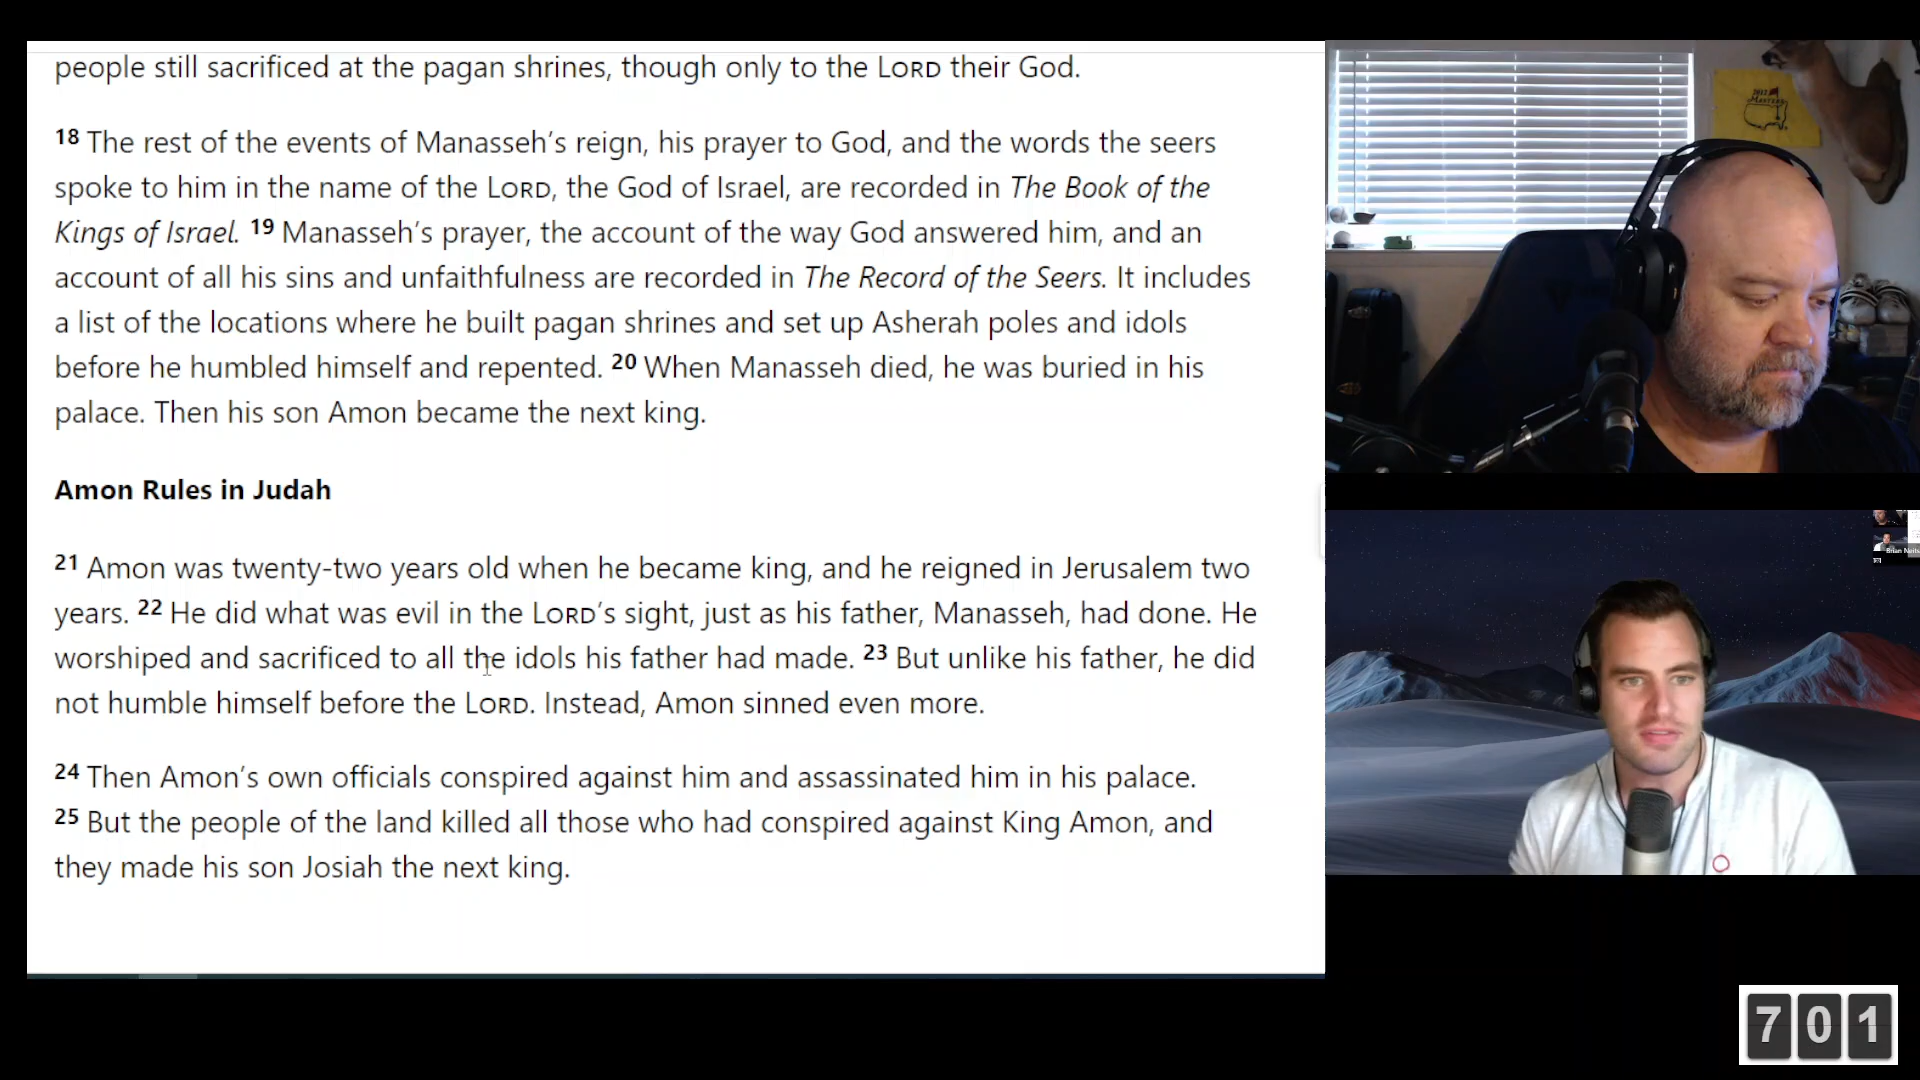 people still sacrificed at the pagan shrines, though only to the LORD their God.
18 The rest of the events of Manasseh’s reign, his prayer to God, and the words the seers
spoke to him in the name of the LORD, the God of Israel, are recorded in The Book of the
Kings of Israel. 19 Manasseh’s prayer, the account of the way God answered him, and an
account of all his sins and unfaithfulness are recorded in The Record of the Seers. It includes
a list of the locations where he built pagan shrines and set up Asherah poles and idols
before he humbled himself and repented. 20 When Manasseh died, he was buried in his
palace. Then his son Amon became the next king.
Amon Rules in Judah
21 Amon was twenty-two years old when he became king, and he reigned in Jerusalem two
years. 22 He did what was evil in the LORD’s sight, just as his father, Manasseh, had done. He
worshiped and sacrificed to all the idols his father had made. 23 But unlike his father, he did
not humble himself before the LORD. Instead, Amon sinned even more.
24 Then Amon’s own officials conspired against him and assassinated him in his palace.
25 But the people of the land killed all those who had conspired against King Amon, and
they made his son Josiah the next king.
Masters
Brian
701